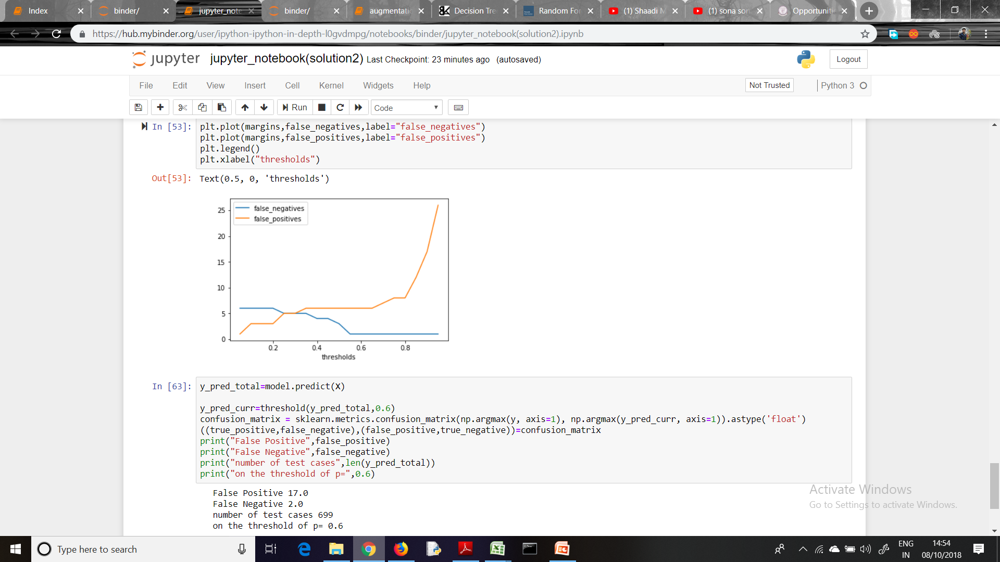 Index
binder/
jupyter_note
binder/
augmentati
Decision Tre
Random For
(1) Shaadi M
(1) sona son
Opportuniti
https://hub.mybinder.org/user/ipython-ipython-in-depth-l0gvdmpg/notebooks/binder/jupyter_notebook(solution2).ipynb
jupyter jupyter_notebook(solution2) Last Checkpoint: 23 minutes ago (autosaved)
Logout
File Edit View Insert Cell Kernel Widgets Help
Not Trusted
Python 3
Run
Code
In [53]: plt.plot(margins,false_negatives,label="false_negatives")
plt.plot(margins,false_positives,label="false_positives")
plt.legend()
plt.xlabel("thresholds")
Out[53]: Text(0.5, 0, 'thresholds')
false_negatives
false_positives
25
20
15
10
5
0
0.2 0.4 0.6 0.8
thresholds
In [63]: y_pred_total=model.predict(X)
y_pred_curr=threshold(y_pred_total,0.6)
confusion_matrix = sklearn.metrics.confusion_matrix(np.argmax(y, axis=1), np.argmax(y_pred_curr, axis=1)).astype('float')
((true_positive,false_negative),(false_positive,true_negative))=confusion_matrix
print("False Positive",false_positive)
print("False Negative",false_negative)
print("number of test cases",len(y_pred_total))
print("on the threshold of p=",0.6)
False Positive 17.0
False Negative 2.0
number of test cases 699
on the threshold of p= 0.6
Activate Windows
Go to Settings to activate Windows.
Type here to search
ENG
IN
14:54
08/10/2018